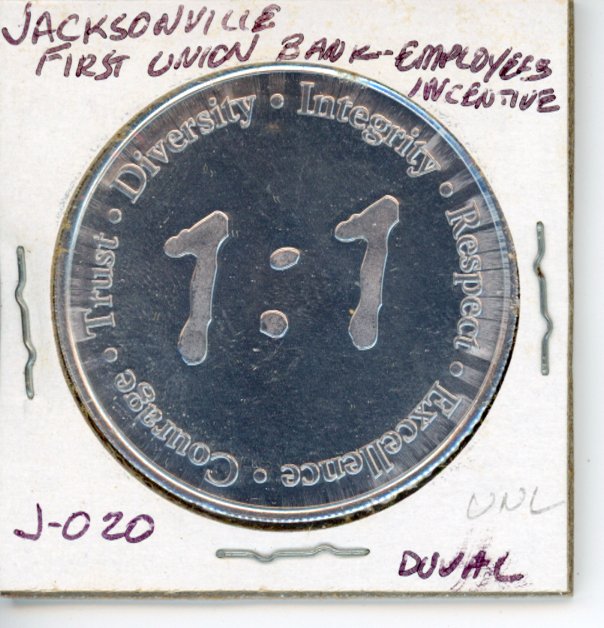 JACKSONVILLE
FIRST UNION BANK-EMPLOYEES
INCENTIVE
Diversity • Integrity • Respect • Excellence • Courage • Trust •
1:1
J-020
UNL
DUVAL